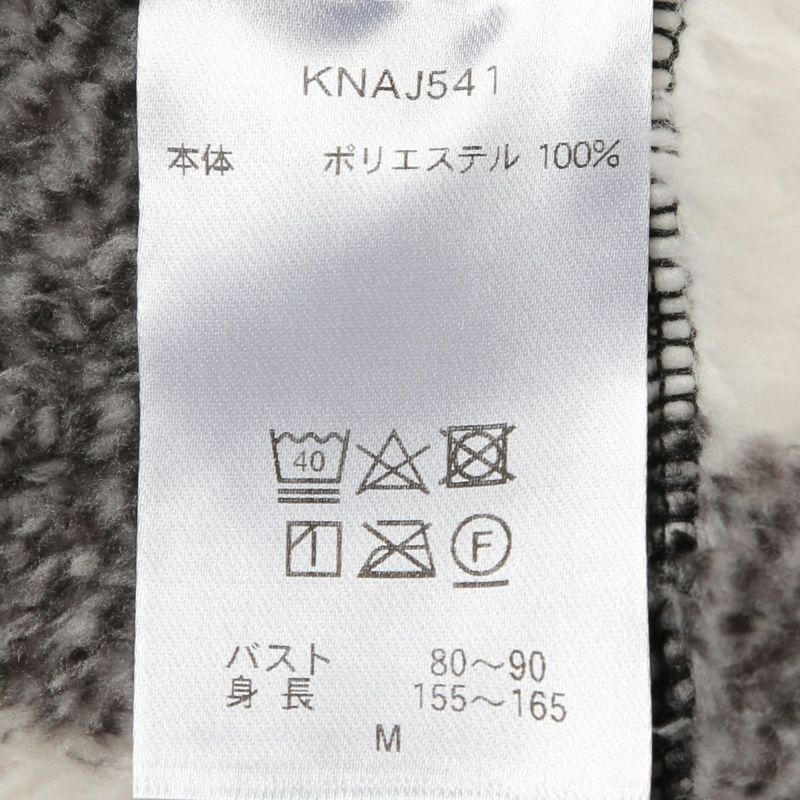 KNAJ541
本体 ポリエステル 100%
40
F
バスト 80～90
身長 155～165
M